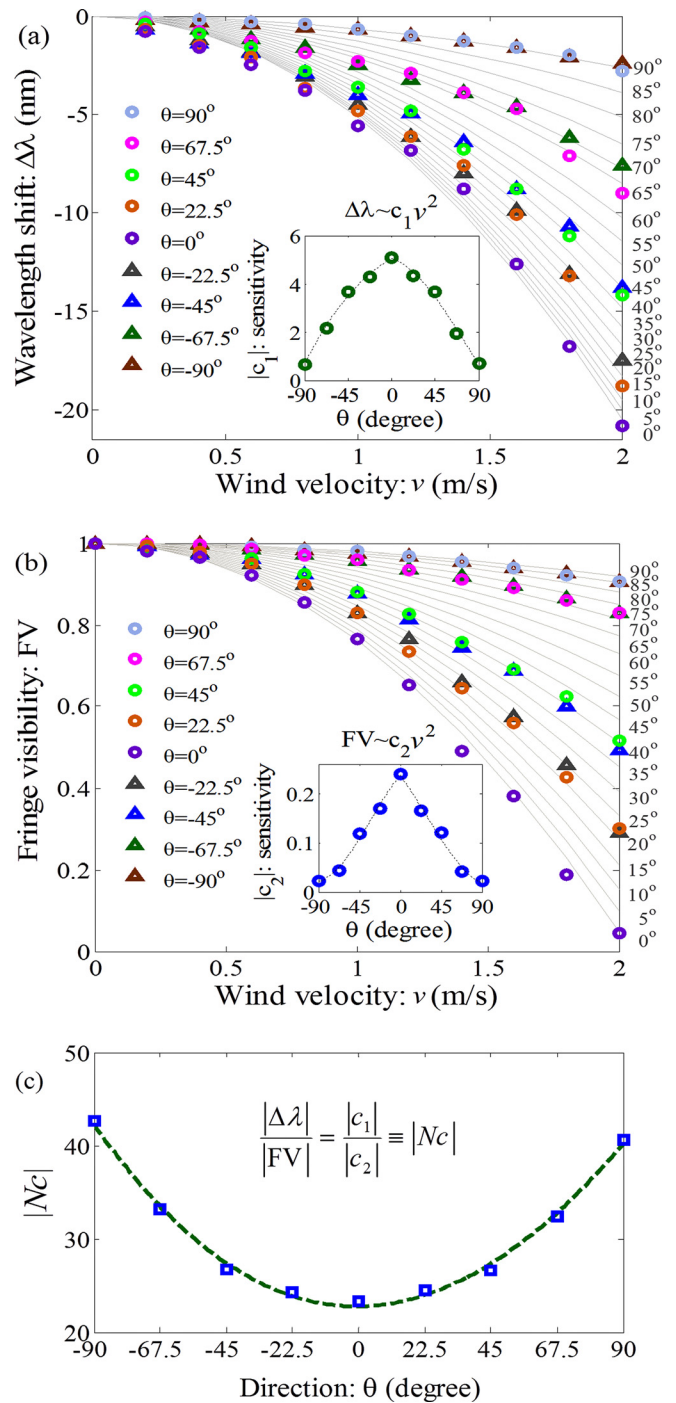 (a)
Wavelength shift: Δλ (nm)
0
-5
-10
-15
-20
θ=90°
θ=67.5°
θ=45°
θ=22.5°
θ=0°
θ=-22.5°
θ=-45°
θ=-67.5°
θ=-90°
Δλ~c₁v²
|c₁|: sensitivity
6
4
2
0
-90 -45 0 45 90
θ (degree)
90°
85°
80°
75°
70°
65°
60°
55°
50°
45°
40°
35°
30°
25°
20°
15°
10°
5°
0°
0 0.5 1 1.5 2
Wind velocity: v (m/s)
(b)
Fringe visibility: FV
1
0.8
0.6
0.4
0.2
0
θ=90°
θ=67.5°
θ=45°
θ=22.5°
θ=0°
θ=-22.5°
θ=-45°
θ=-67.5°
θ=-90°
FV~c₂v²
|c₂|: sensitivity
0.2
0.1
0
-90 -45 0 45 90
θ (degree)
90°
85°
80°
75°
70°
65°
60°
55°
50°
45°
40°
35°
30°
25°
20°
15°
10°
5°
0°
0 0.5 1 1.5 2
Wind velocity: v (m/s)
(c)
|Nc|
50
40
30
20
|Δλ| / |FV| = |c₁| / |c₂| ≡ |Nc|
-90 -67.5 -45 -22.5 0 22.5 45 67.5 90
Direction: θ (degree)